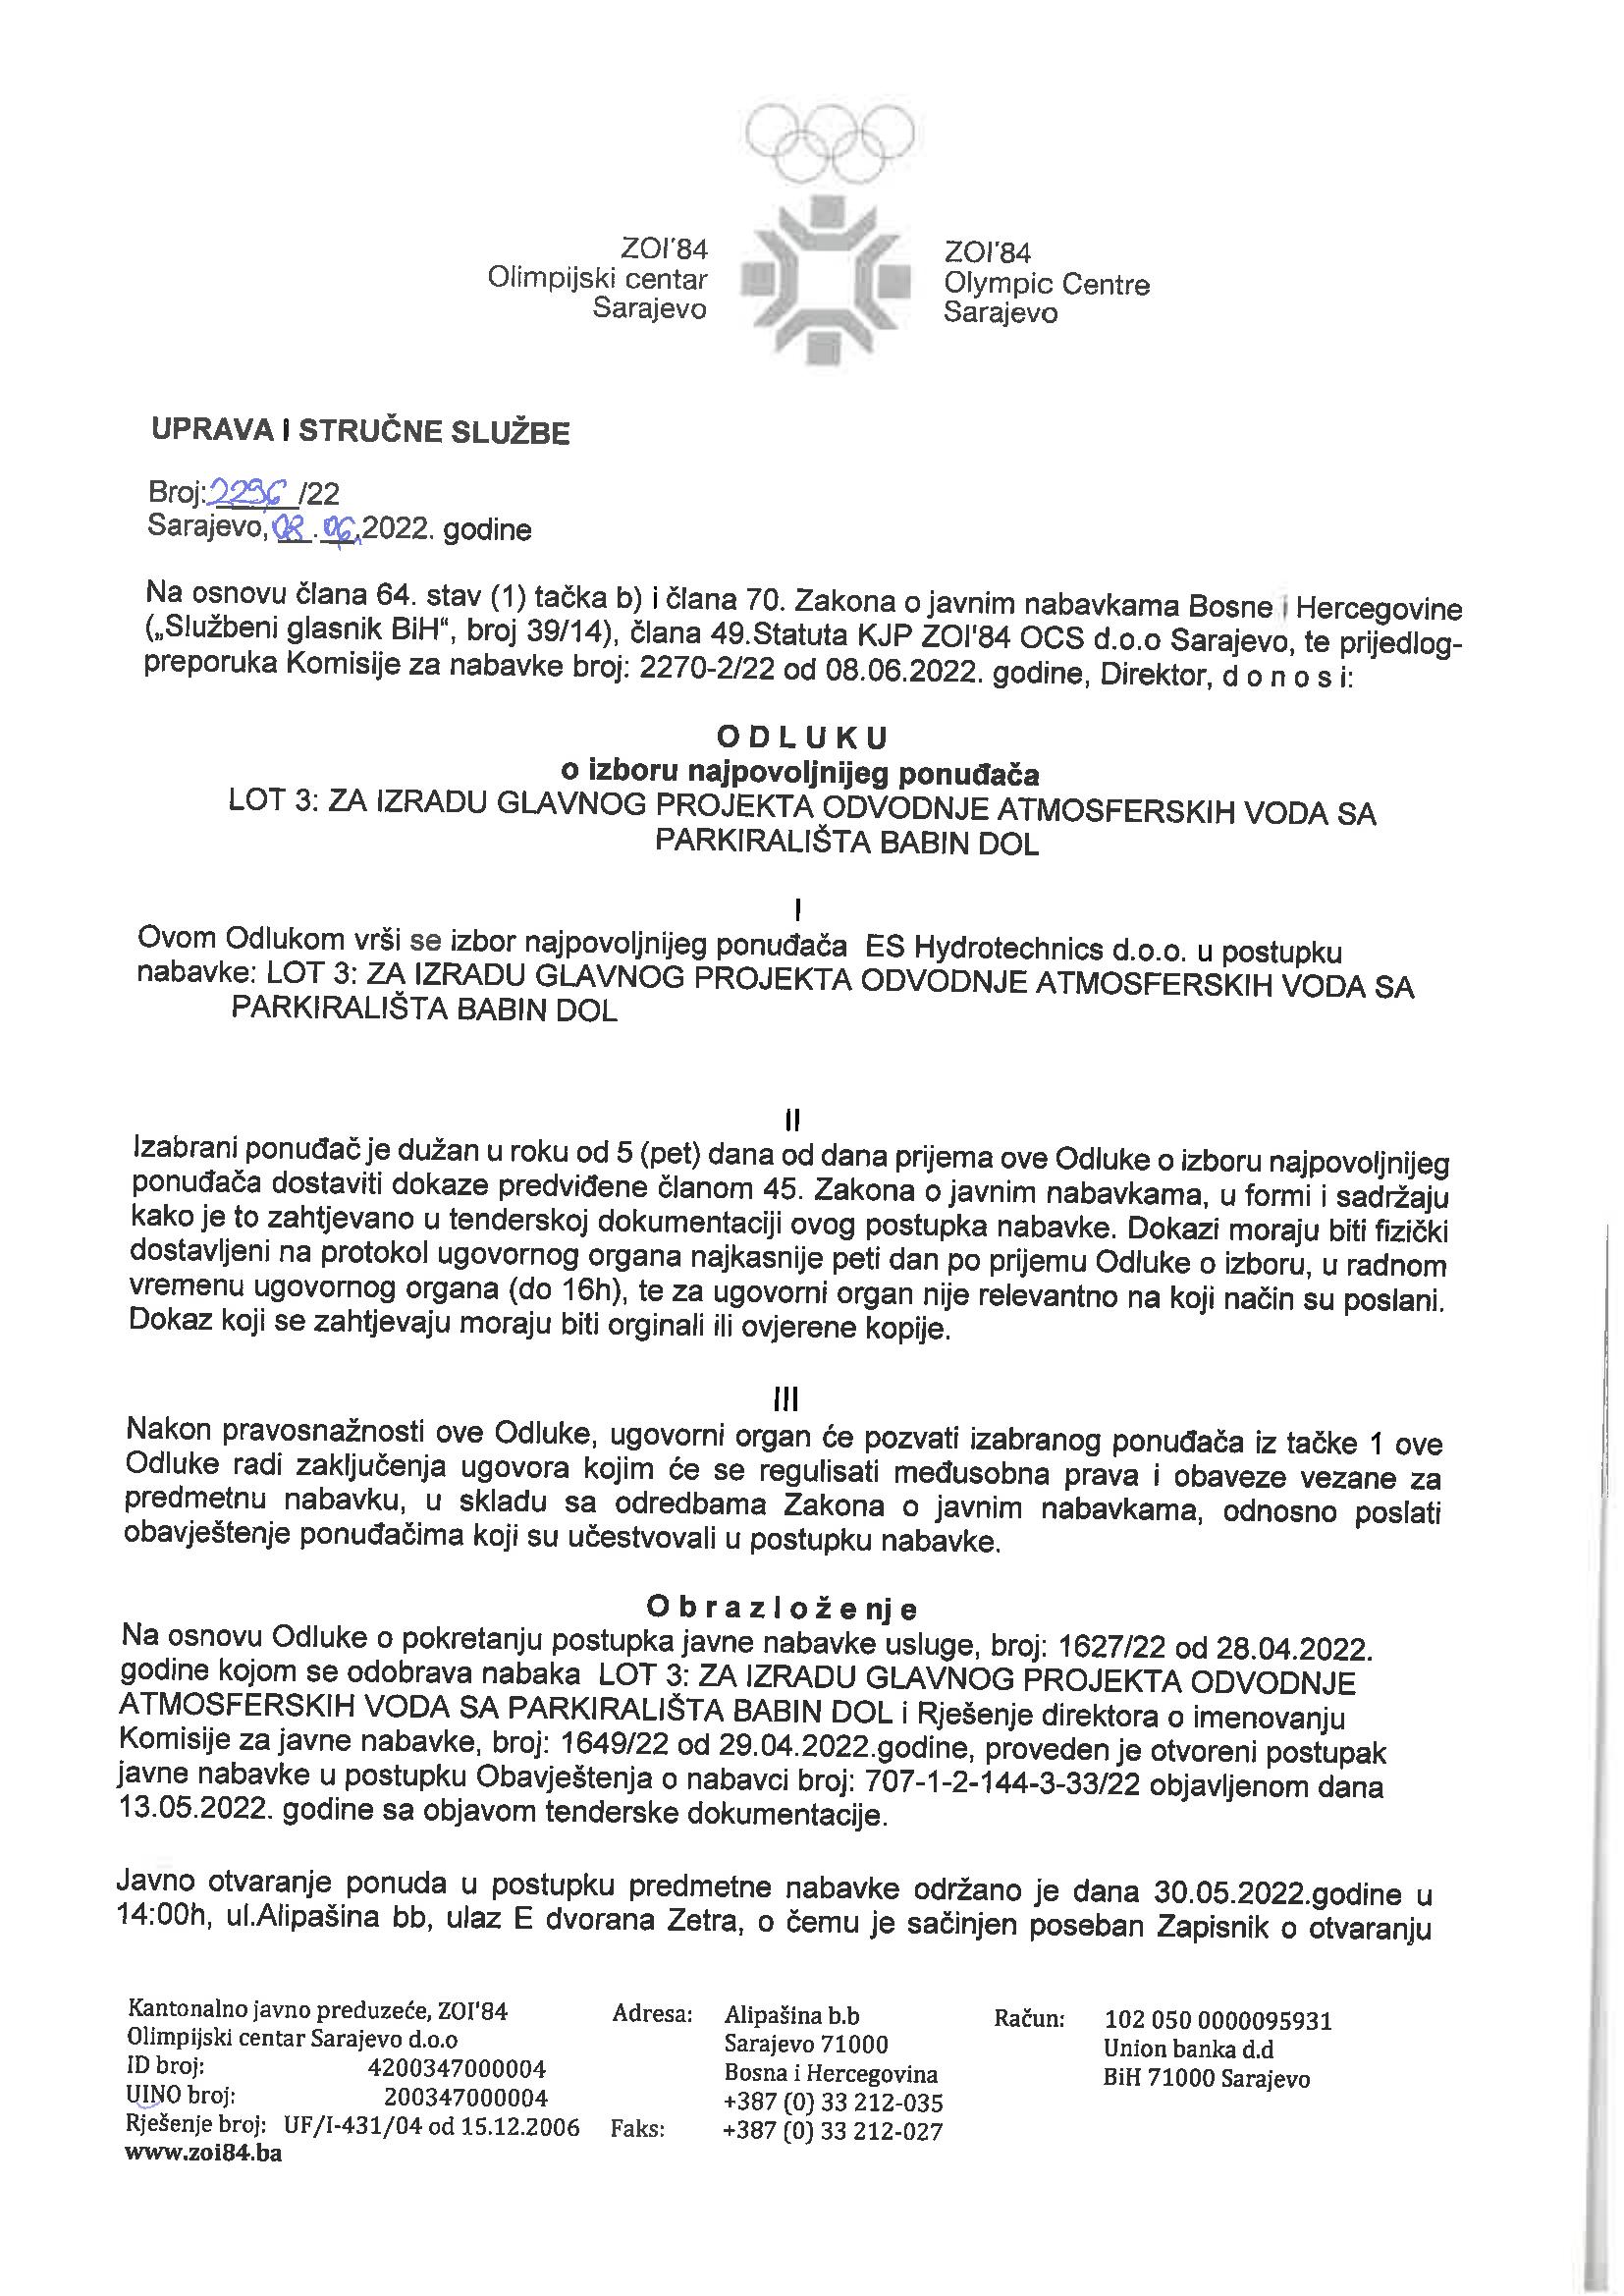 ZOI'84
Olimpijski centar
Sarajevo
ZOI'84
Olympic Centre
Sarajevo
UPRAVA I STRUČNE SLUŽBE
Broj: 2296 /22
Sarajevo, 08.06.2022. godine
Na osnovu člana 64. stav (1) tačka b) i člana 70. Zakona o javnim nabavkama Bosne i Hercegovine
(„Službeni glasnik BiH“, broj 39/14), člana 49.Statuta KJP ZOI'84 OCS d.o.o Sarajevo, te prijedlog-
preporuka Komisije za nabavke broj: 2270-2/22 od 08.06.2022. godine, Direktor, d o n o s i:
O D L U K U
o izboru najpovoljnijeg ponuđača
LOT 3: ZA IZRADU GLAVNOG PROJEKTA ODVODNJE ATMOSFERSKIH VODA SA
PARKIRALIŠTA BABIN DOL
I
Ovom Odlukom vrši se izbor najpovoljnijeg ponuđača ES Hydrotechnics d.o.o. u postupku
nabavke: LOT 3: ZA IZRADU GLAVNOG PROJEKTA ODVODNJE ATMOSFERSKIH VODA SA
PARKIRALIŠTA BABIN DOL
II
Izabrani ponuđač je dužan u roku od 5 (pet) dana od dana prijema ove Odluke o izboru najpovoljnijeg
ponuđača dostaviti dokaze predviđene članom 45. Zakona o javnim nabavkama, u formi i sadržaju
kako je to zahtjevano u tenderskoj dokumentaciji ovog postupka nabavke. Dokazi moraju biti fizički
dostavljeni na protokol ugovornog organa najkasnije peti dan po prijemu Odluke o izboru, u radnom
vremenu ugovornog organa (do 16h), te za ugovorni organ nije relevantno na koji način su poslani.
Dokaz koji se zahtjevaju moraju biti orginali ili ovjerene kopije.
III
Nakon pravosnažnosti ove Odluke, ugovorni organ će pozvati izabranog ponuđača iz tačke 1 ove
Odluke radi zaključenja ugovora kojim će se regulisati međusobna prava i obaveze vezane za
predmetnu nabavku, u skladu sa odredbama Zakona o javnim nabavkama, odnosno poslati
obavještenje ponuđačima koji su učestvovali u postupku nabavke.
O b r a z l o ž e nj e
Na osnovu Odluke o pokretanju postupka javne nabavke usluge, broj: 1627/22 od 28.04.2022.
godine kojom se odobrava nabaka LOT 3: ZA IZRADU GLAVNOG PROJEKTA ODVODNJE
ATMOSFERSKIH VODA SA PARKIRALIŠTA BABIN DOL i Rješenje direktora o imenovanju
Komisije za javne nabavke, broj: 1649/22 od 29.04.2022.godine, proveden je otvoreni postupak
javne nabavke u postupku Obavještenja o nabavci broj: 707-1-2-144-3-33/22 objavljenom dana
13.05.2022. godine sa objavom tenderske dokumentacije.
Javno otvaranje ponuda u postupku predmetne nabavke održano je dana 30.05.2022.godine u
14:00h, ul.Alipašina bb, ulaz E dvorana Zetra, o čemu je sačinjen poseban Zapisnik o otvaranju
Kantonalno javno preduzeće, ZOI'84
Olimpijski centar Sarajevo d.o.o
ID broj: 4200347000004
UINO broj: 200347000004
Rješenje broj: UF/I-431/04 od 15.12.2006
www.zoi84.ba
Adresa: Alipašina b.b
Sarajevo 71000
Bosna i Hercegovina
+387 (0) 33 212-035
Faks: +387 (0) 33 212-027
Račun: 102 050 0000095931
Union banka d.d
BiH 71000 Sarajevo